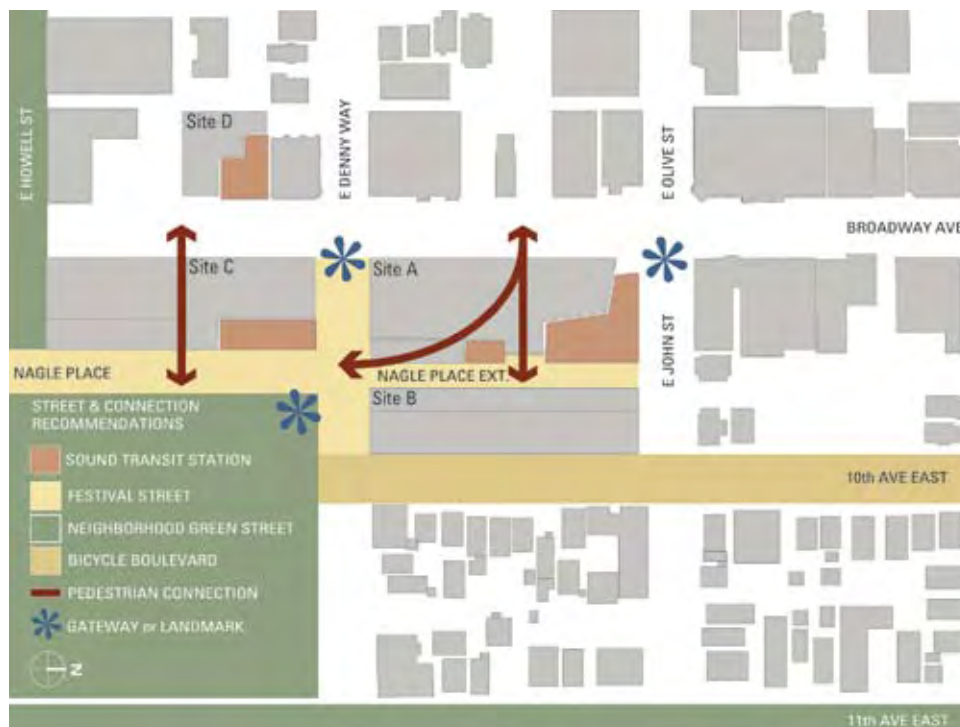 E HOWELL ST
Site D
E DENNY WAY
E OLIVE ST
BROADWAY AVE
Site C
Site A
E JOHN ST
NAGLE PLACE
NAGLE PLACE EXT.
Site B
STREET & CONNECTION
RECOMMENDATIONS
SOUND TRANSIT STATION
FESTIVAL STREET
NEIGHBORHOOD GREEN STREET
BICYCLE BOULEVARD
PEDESTRIAN CONNECTION
GATEWAY or LANDMARK
N
10th AVE EAST
11th AVE EAST